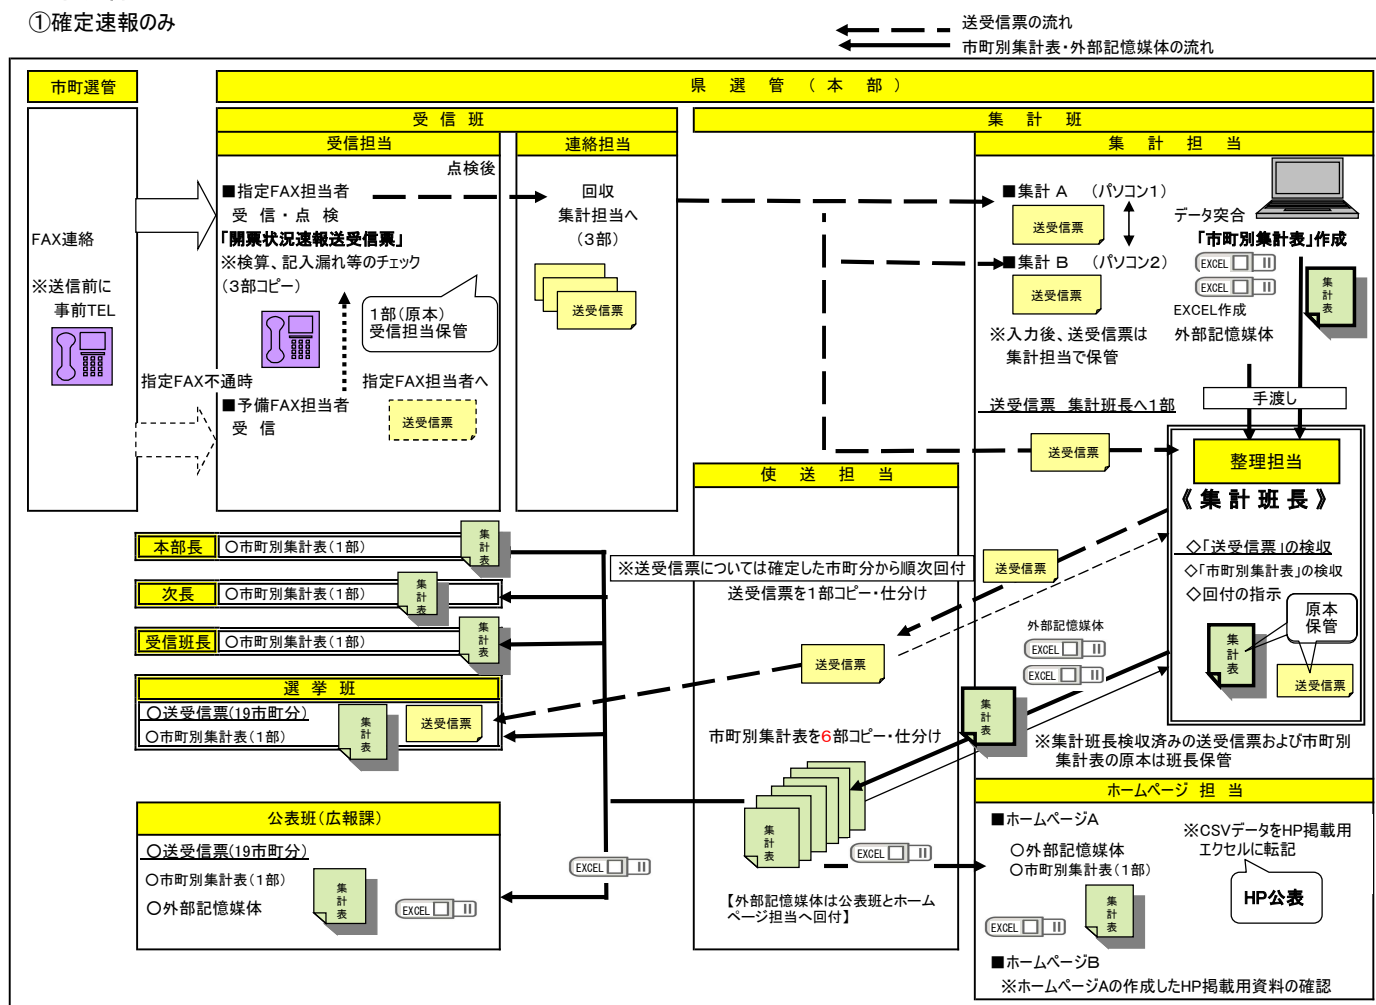 ①確定速報のみ
送受信票の流れ
市町別集計表・外部記憶媒体の流れ
市町選管
県 選 管 （ 本 部 ）
受 信 班
集 計 班
受信担当
連絡担当
集 計 担 当
FAX連絡
※送信前に
事前TEL
点検後
■指定FAX担当者
受 信 ・ 点 検
「開票状況速報送受信票」
※検算、記入漏れ等のチェック
(3部コピー)
1部(原本)
受信担当保管
指定FAX不通時
指定FAX担当者へ
■予備FAX担当者
受 信
送受信票
回収
集計担当へ
（3部）
送受信票
■集計 A （パソコン1）
送受信票
■集計 B （パソコン2）
送受信票
※入力後、送受信票は
集計担当で保管
データ突合
「市町別集計表」作成
EXCEL
EXCEL
EXCEL作成
外部記憶媒体
集計表
手渡し
送受信票 集計班長へ1部
送受信票
整理担当
《 集 計 班 長 》
◇「送受信票」の検収
◇「市町別集計表」の検収
◇回付の指示
原本
保管
集計表
送受信票
使 送 担 当
※送受信票については確定した市町分から順次回付
送受信票を1部コピー・仕分け
送受信票
送受信票
外部記憶媒体
EXCEL
EXCEL
集計表
市町別集計表を6部コピー・仕分け
集計表
EXCEL
【外部記憶媒体は公表班とホーム
ページ担当へ回付】
※集計班長検収済みの送受信票および市町別
集計表の原本は班長保管
本部長
○市町別集計表（1部）
集計表
次長
○市町別集計表（1部）
集計表
受信班長
○市町別集計表（1部）
集計表
選 挙 班
○送受信票(19市町分)
○市町別集計表（1部）
集計表
送受信票
公表班(広報課)
○送受信票(19市町分)
○市町別集計表（1部）
○外部記憶媒体
集計表
EXCEL
EXCEL
ホームページ 担 当
■ホームページA
○外部記憶媒体
○市町別集計表（1部）
※CSVデータをHP掲載用
エクセルに転記
HP公表
集計表
EXCEL
■ホームページB
※ホームページAの作成したHP掲載用資料の確認